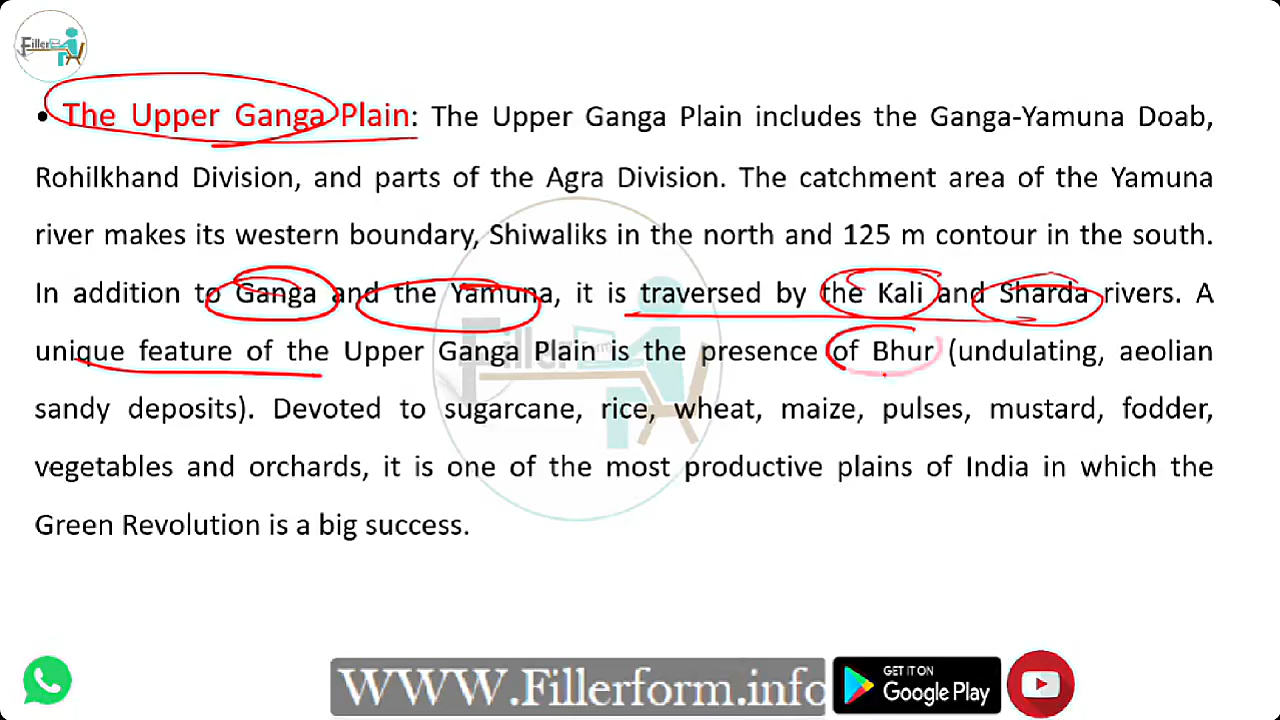 Fillerform
• The Upper Ganga Plain: The Upper Ganga Plain includes the Ganga-Yamuna Doab,
Rohilkhand Division, and parts of the Agra Division. The catchment area of the Yamuna
river makes its western boundary, Shiwaliks in the north and 125 m contour in the south.
In addition to Ganga and the Yamuna, it is traversed by the Kali and Sharda rivers. A
unique feature of the Upper Ganga Plain is the presence of Bhur (undulating, aeolian
sandy deposits). Devoted to sugarcane, rice, wheat, maize, pulses, mustard, fodder,
vegetables and orchards, it is one of the most productive plains of India in which the
Green Revolution is a big success.
WWW.Fillerform.info
GET IT ON
Google Play